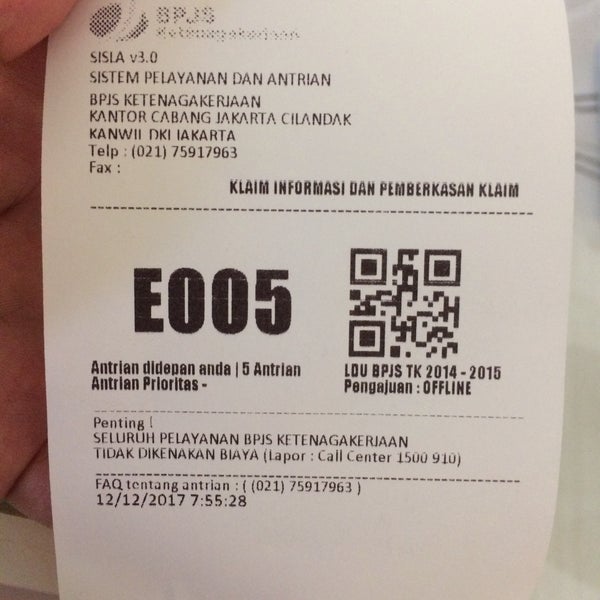 BPJS
Ketenagakerjaan
SISLA v3.0
SISTEM PELAYANAN DAN ANTRIAN
BPJS KETENAGAKERJAAN
KANTOR CABANG JAKARTA CILANDAK
KANWIL DKI JAKARTA
Telp : (021) 75917963
Fax :
KLAIM INFORMASI DAN PEMBERKASAN KLAIM
E005
Antrian didepan anda | 5 Antrian
Antrian Prioritas -
LDU BPJS TK 2014 - 2015
Pengajuan : OFFLINE
Penting !
SELURUH PELAYANAN BPJS KETENAGAKERJAAN
TIDAK DIKENAKAN BIAYA (Lapor : Call Center 1500 910)
FAQ tentang antrian : ( (021) 75917963 )
12/12/2017 7:55:28